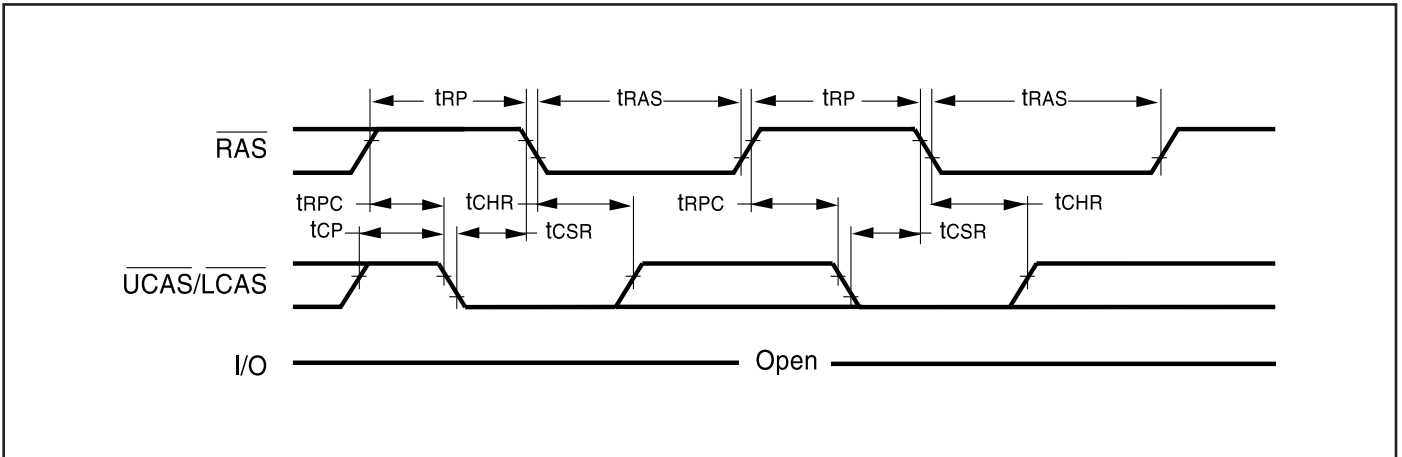 tRP tRAS tRP tRAS
RAS
tRPC tCHR tRPC tCHR
tCP tCSR tCSR
UCAS/LCAS
I/O Open